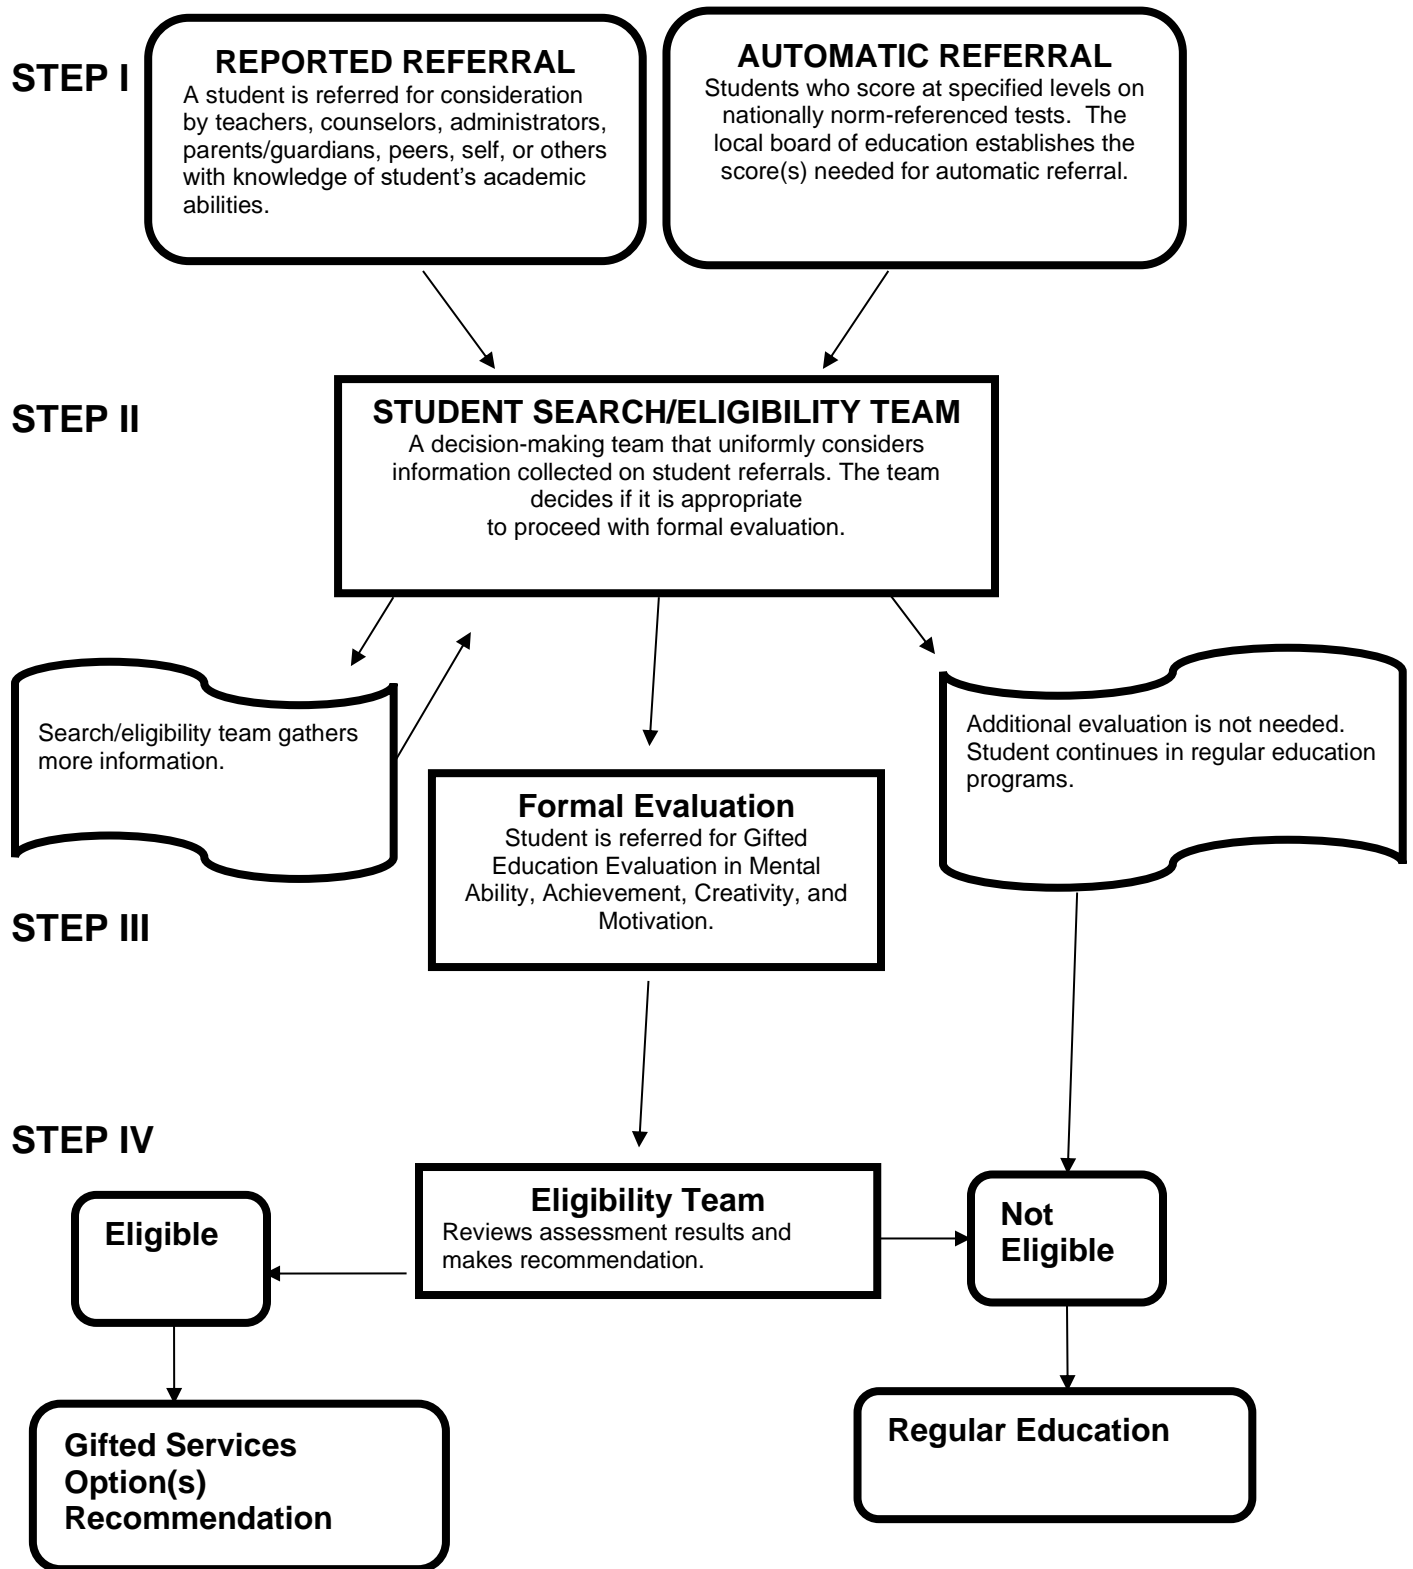 STEP I
REPORTED REFERRAL
A student is referred for consideration
by teachers, counselors, administrators,
parents/guardians, peers, self, or others
with knowledge of student’s academic
abilities.
AUTOMATIC REFERRAL
Students who score at specified levels on
nationally norm-referenced tests.  The
local board of education establishes the
score(s) needed for automatic referral.
STEP II
STUDENT SEARCH/ELIGIBILITY TEAM
A decision-making team that uniformly considers
information collected on student referrals. The team
decides if it is appropriate
to proceed with formal evaluation.
Search/eligibility team gathers
more information.
Additional evaluation is not needed.
Student continues in regular education
programs.
STEP III
Formal Evaluation
Student is referred for Gifted
Education Evaluation in Mental
Ability, Achievement, Creativity, and
Motivation.
STEP IV
Eligible
Eligibility Team
Reviews assessment results and
makes recommendation.
Not
Eligible
Gifted Services
Option(s)
Recommendation
Regular Education